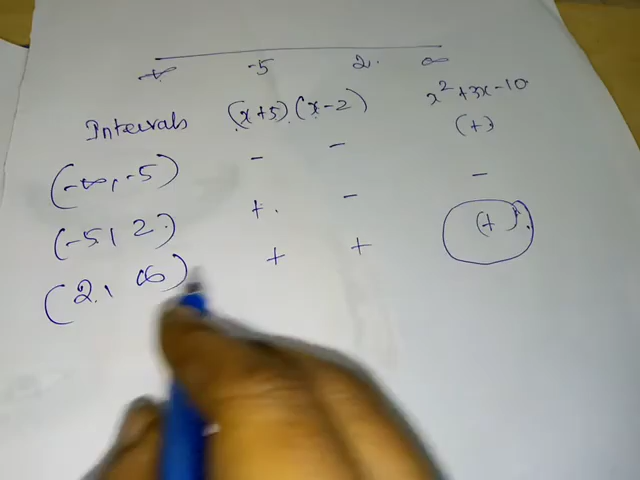 -∞ -5 2. ∞
Intervals (x+5)(x-2) x²+3x-10
(-∞, -5) - - (+)
(-5, 2) +. - -
(2, ∞) + + (+)